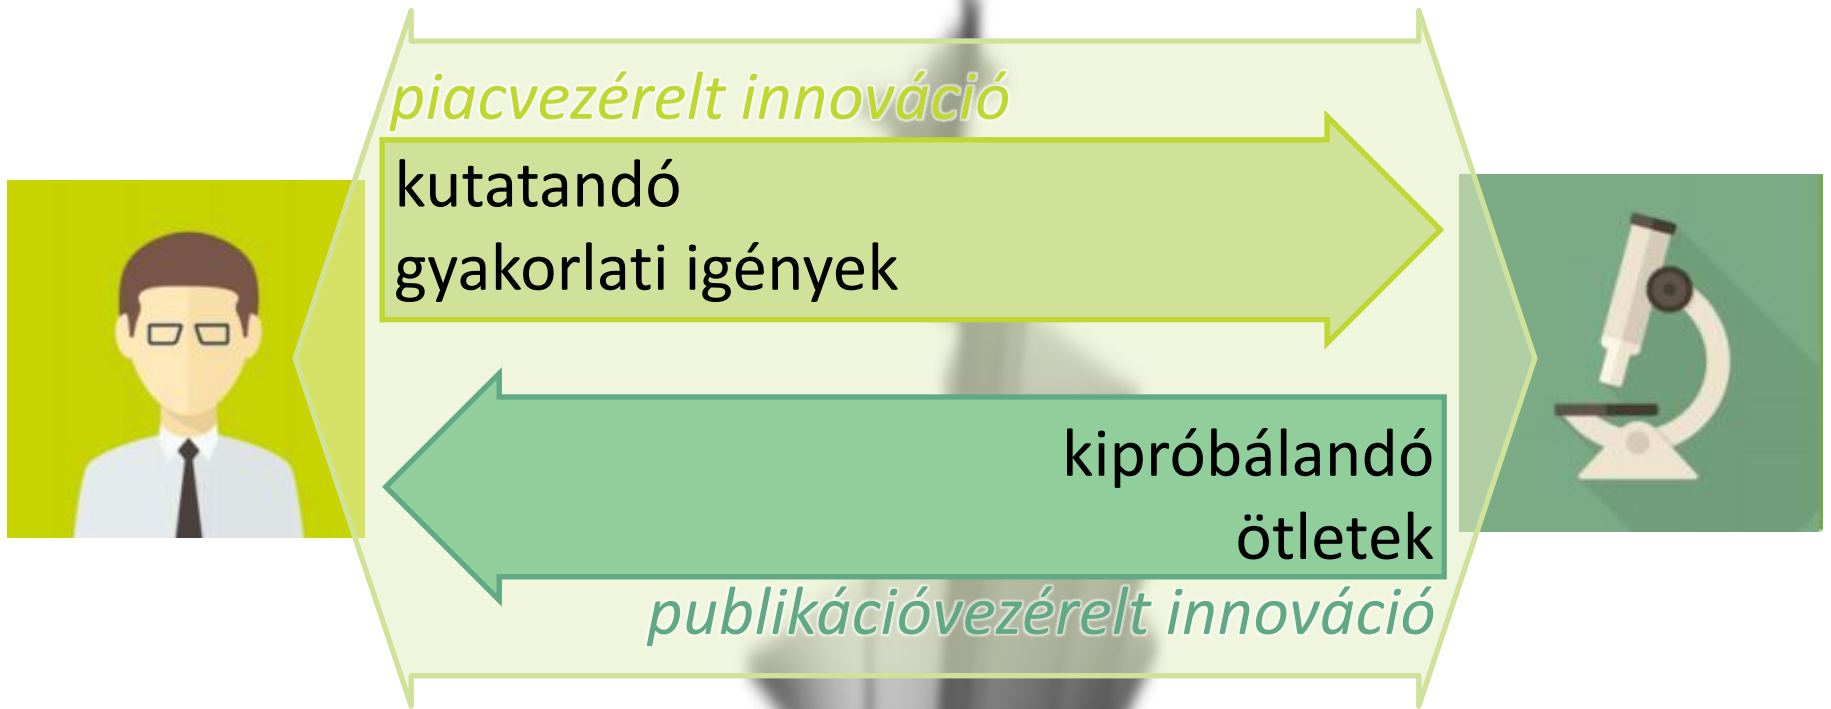 piacvezérelt innováció
kutatandó
gyakorlati igények
kipróbálandó
ötletek
publikációvezérelt innováció